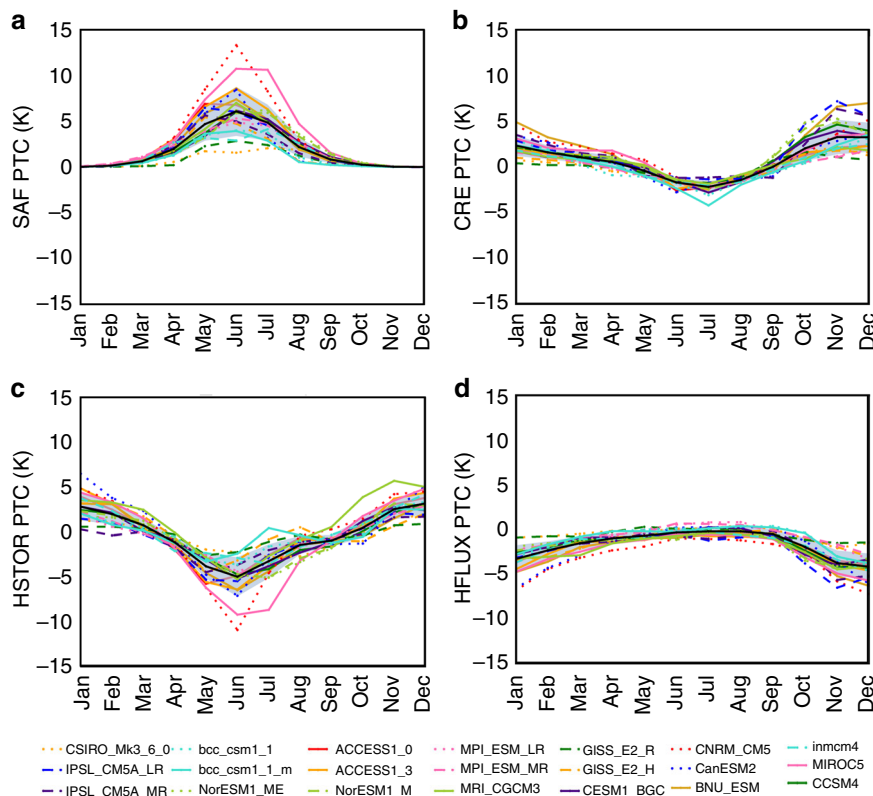 a
15
10
5
0
−5
−10
−15
SAF PTC (K)
Jan Feb Mar Apr May Jun Jul Aug Sep Oct Nov Dec
b
15
10
5
0
−5
−10
−15
CRE PTC (K)
Jan Feb Mar Apr May Jun Jul Aug Sep Oct Nov Dec
c
15
10
5
0
−5
−10
−15
HSTOR PTC (K)
Jan Feb Mar Apr May Jun Jul Aug Sep Oct Nov Dec
d
15
10
5
0
−5
−10
−15
HFLUX PTC (K)
Jan Feb Mar Apr May Jun Jul Aug Sep Oct Nov Dec
CSIRO_Mk3_6_0 bcc_csm1_1 ACCESS1_0 MPI_ESM_LR GISS_E2_R CNRM_CM5 inmcm4
IPSL_CM5A_LR bcc_csm1_1_m ACCESS1_3 MPI_ESM_MR GISS_E2_H CanESM2 MIROC5
IPSL_CM5A_MR NorESM1_ME NorESM1_M MRI_CGCM3 CESM1_BGC BNU_ESM CCSM4